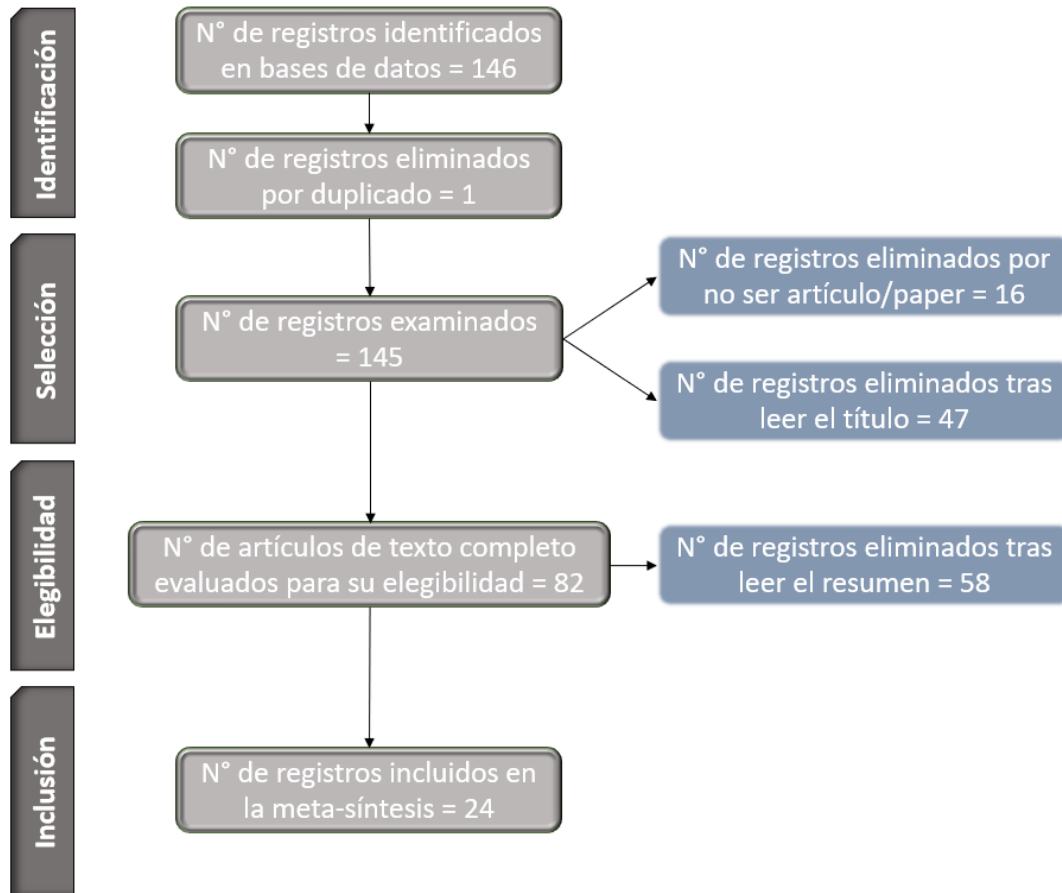 Identificación
N° de registros identificados
en bases de datos = 146
N° de registros eliminados
por duplicado = 1
Selección
N° de registros examinados
= 145
N° de registros eliminados por
no ser artículo/paper = 16
N° de registros eliminados tras
leer el título = 47
Elegibilidad
N° de artículos de texto completo
evaluados para su elegibilidad = 82
N° de registros eliminados tras
leer el resumen = 58
Inclusión
N° de registros incluidos en
la meta-síntesis = 24